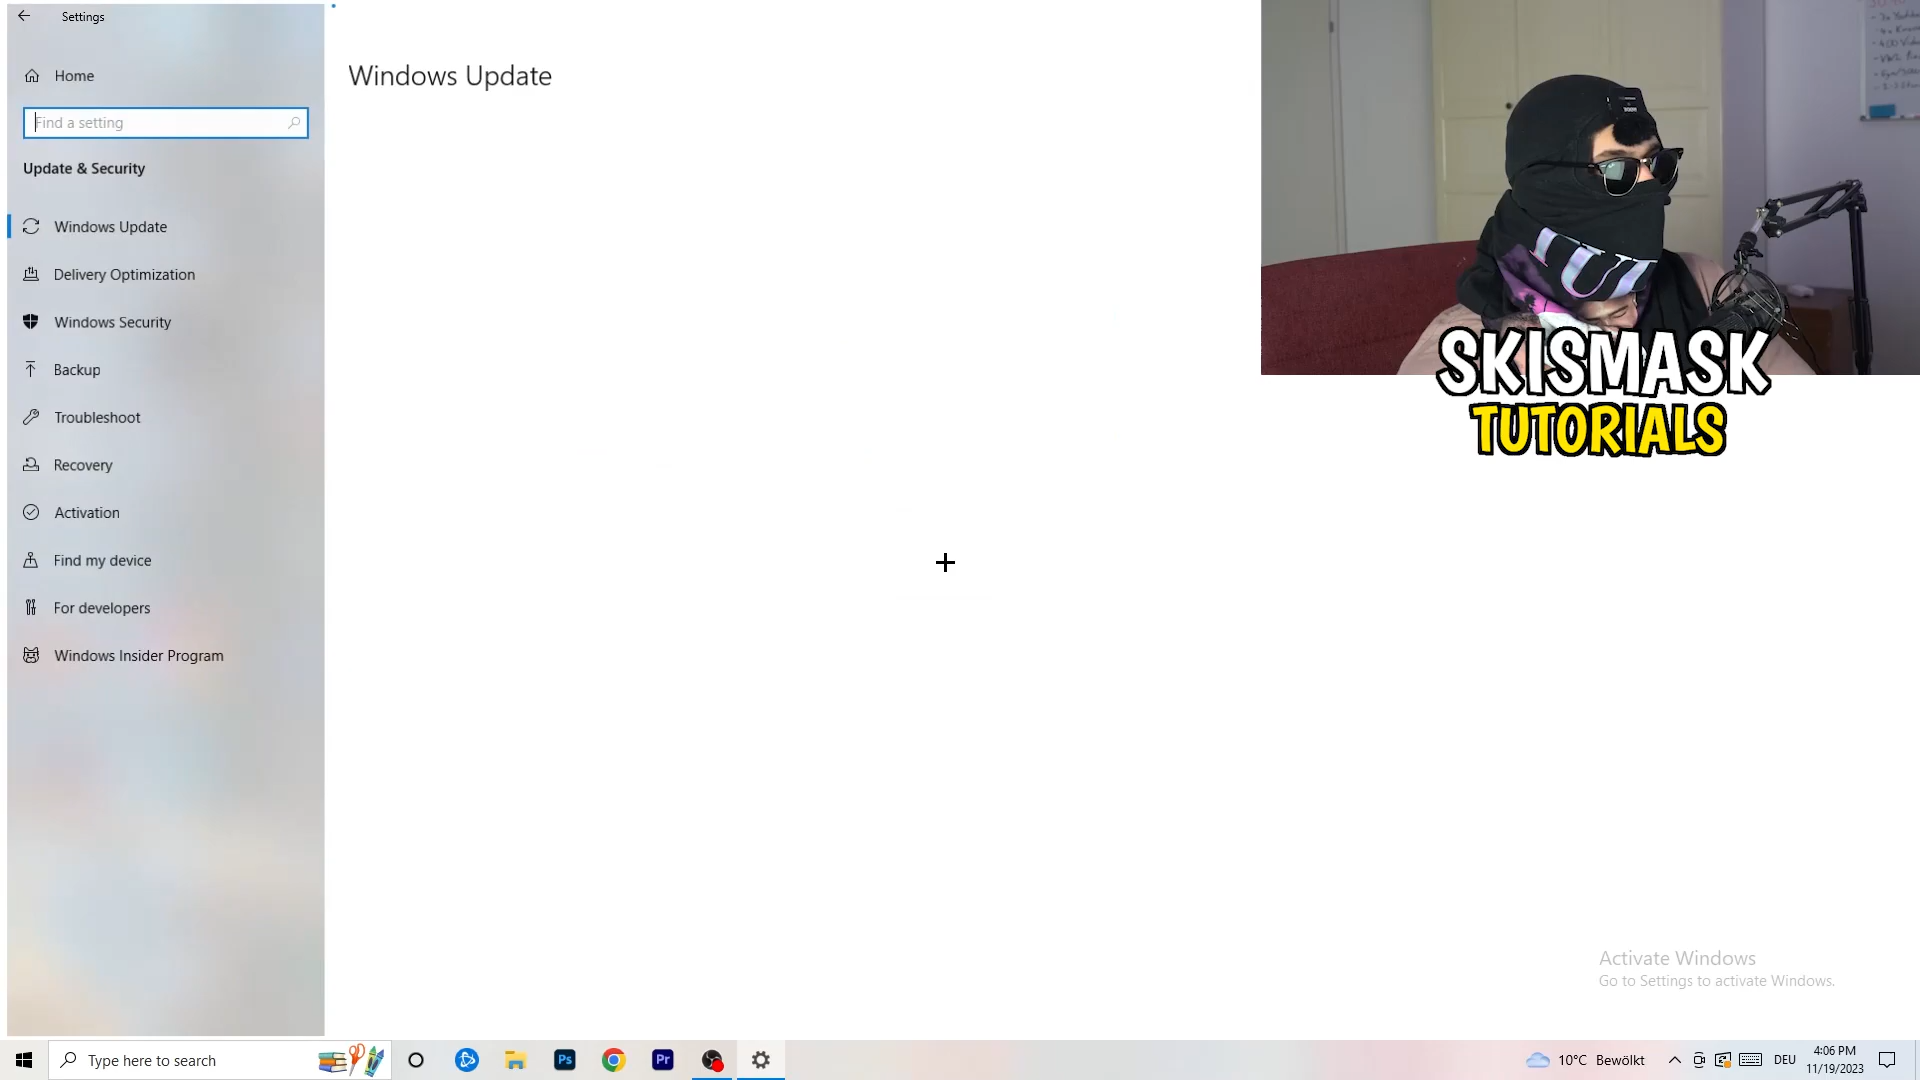 Settings
Home
Find a setting
Update & Security
Windows Update
Delivery Optimization
Windows Security
Backup
Troubleshoot
Recovery
Activation
Find my device
For developers
Windows Insider Program
Windows Update
SKISMASK
TUTORIALS
Activate Windows
Go to Settings to activate Windows.
Type here to search
Ps
Pr
10°C Bewölkt
DEU
4:06 PM
11/19/2023